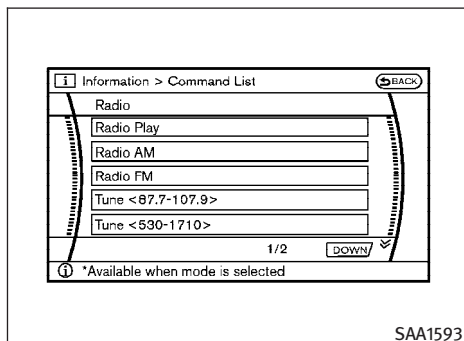 i Information > Command List BACK
Radio
Radio Play
Radio AM
Radio FM
Tune <87.7-107.9>
Tune <530-1710>
1/2 DOWN
i *Available when mode is selected
SAA1593